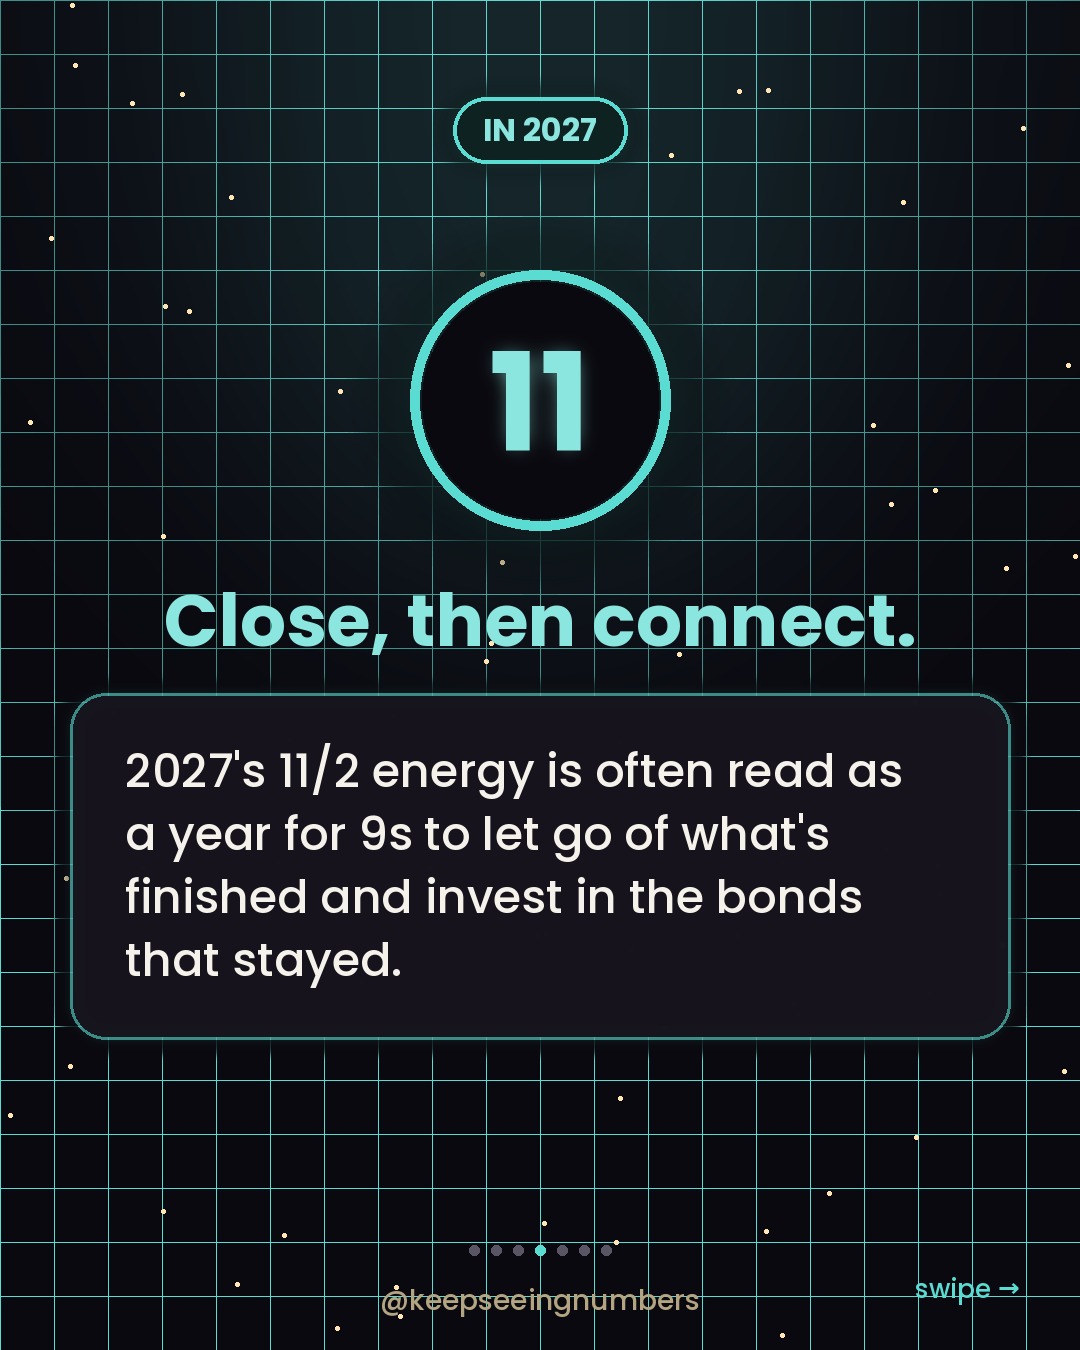 IN 2027
11
Close, then connect.
2027's 11/2 energy is often read as
a year for 9s to let go of what's
finished and invest in the bonds
that stayed.
@keepseeingnumbers
swipe →